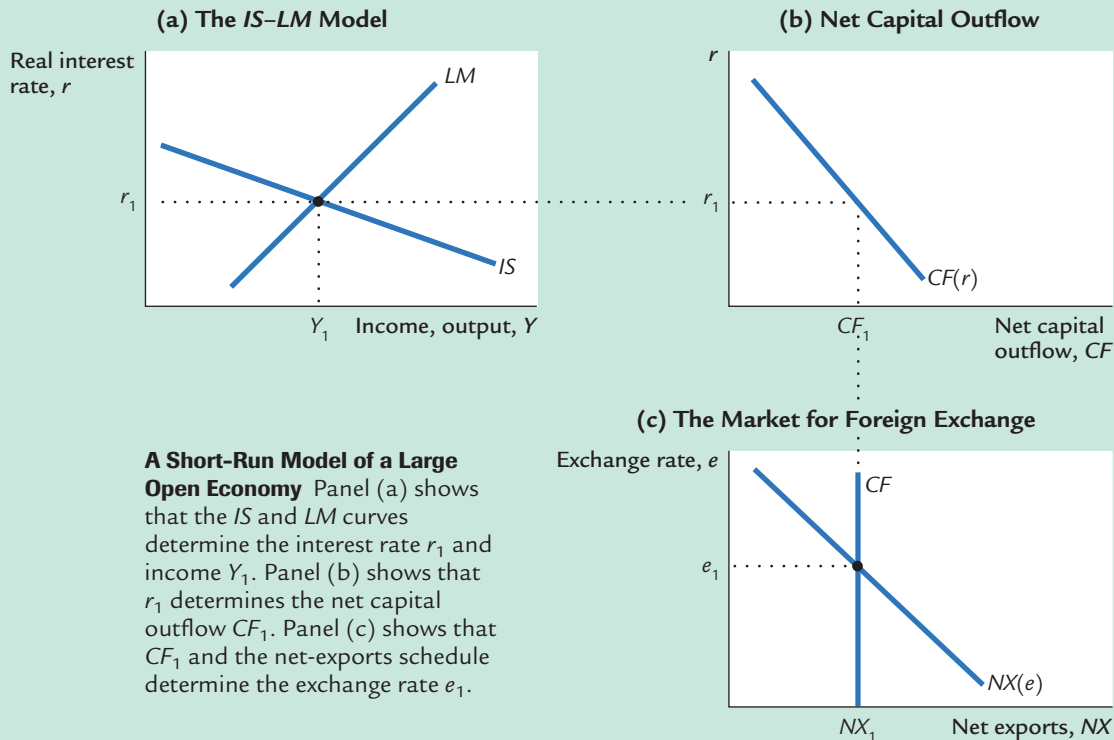 (a) The IS–LM Model
Real interest
rate, r
LM
r1
IS
Y1
Income, output, Y
(b) Net Capital Outflow
r
r1
CF(r)
CF1
Net capital
outflow, CF
A Short-Run Model of a Large
Open Economy Panel (a) shows
that the IS and LM curves
determine the interest rate r1 and
income Y1. Panel (b) shows that
r1 determines the net capital
outflow CF1. Panel (c) shows that
CF1 and the net-exports schedule
determine the exchange rate e1.
(c) The Market for Foreign Exchange
Exchange rate, e
CF
e1
NX(e)
NX1
Net exports, NX